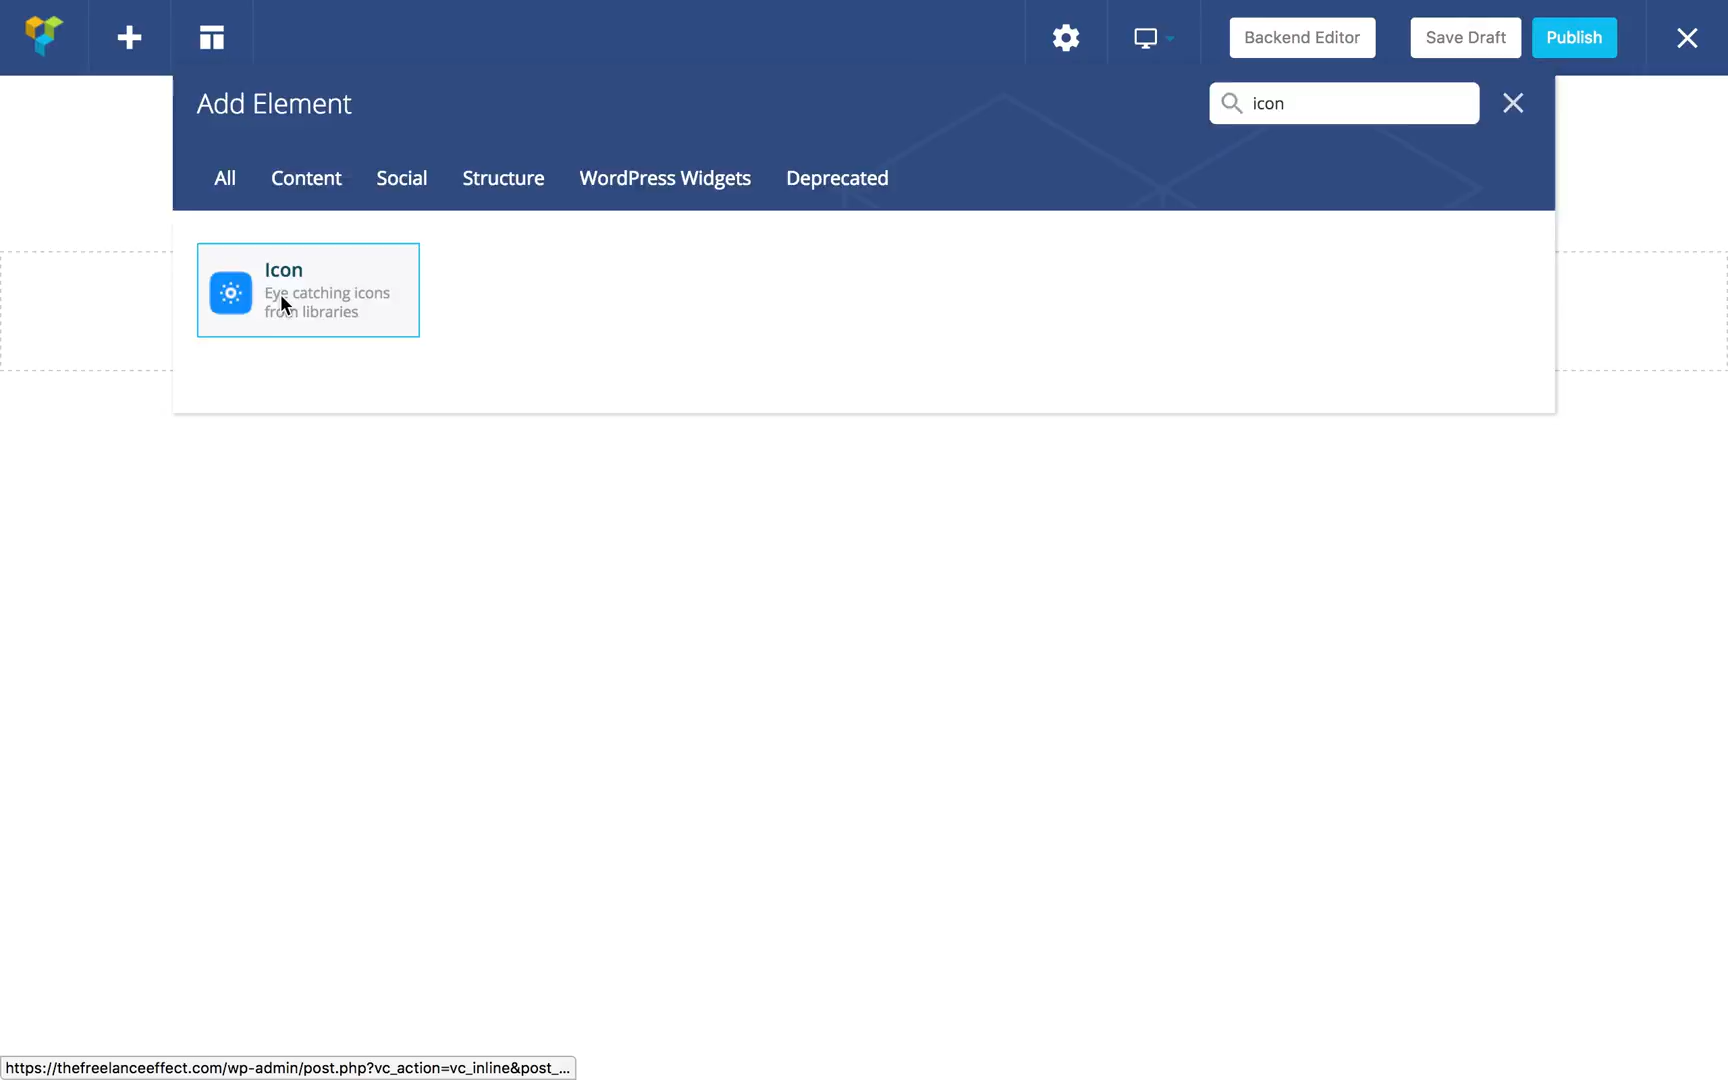 Backend Editor
Save Draft
Publish
Add Element
icon
All
Content
Social
Structure
WordPress Widgets
Deprecated
Icon
Eye catching icons
from libraries
https://thefreelanceeffect.com/wp-admin/post.php?vc_action=vc_inline&post_...